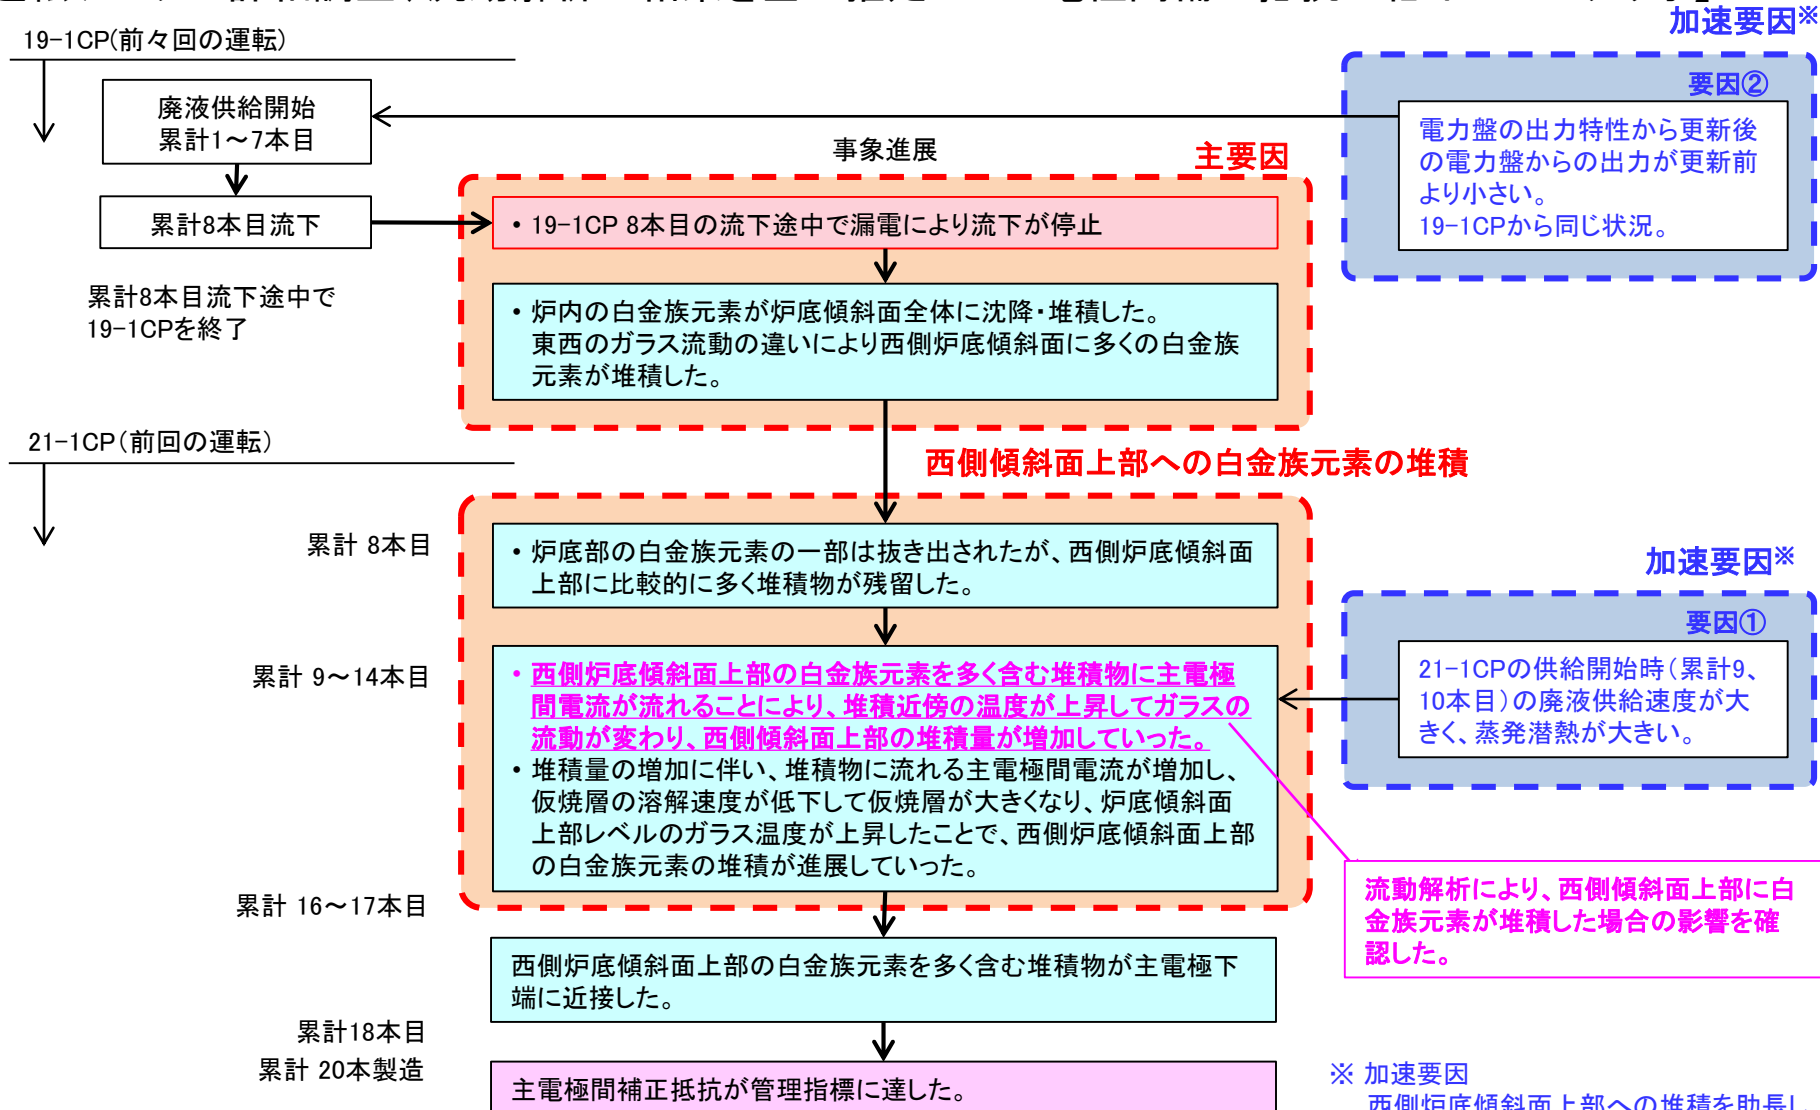 加速要因※
19-1CP(前々回の運転)
要因②
廃液供給開始
累計1～7本目
電力盤の出力特性から更新後
の電力盤からの出力が更新前
より小さい。
19-1CPから同じ状況。
事象進展
主要因
累計8本目流下
• 19-1CP 8本目の流下途中で漏電により流下が停止
累計8本目流下途中で
19-1CPを終了
• 炉内の白金族元素が炉底傾斜面全体に沈降・堆積した。
東西のガラス流動の違いにより西側炉底傾斜面に多くの白金族
元素が堆積した。
21-1CP(前回の運転)
西側傾斜面上部への白金族元素の堆積
累計 8本目
• 炉底部の白金族元素の一部は抜き出されたが、西側炉底傾斜面
上部に比較的に多く堆積物が残留した。
加速要因※
要因①
累計 9～14本目
• 西側炉底傾斜面上部の白金族元素を多く含む堆積物に主電極
間電流が流れることにより、堆積近傍の温度が上昇してガラスの
流動が変わり、西側傾斜面上部の堆積量が増加していった。
• 堆積量の増加に伴い、堆積物に流れる主電極間電流が増加し、
仮焼層の溶解速度が低下して仮焼層が大きくなり、炉底傾斜面
上部レベルのガラス温度が上昇したことで、西側炉底傾斜面上部
の白金族元素の堆積が進展していった。
21-1CPの供給開始時(累計9、
10本目)の廃液供給速度が大
きく、蒸発潜熱が大きい。
流動解析により、西側傾斜面上部に白
金族元素が堆積した場合の影響を確
認した。
累計 16～17本目
西側炉底傾斜面上部の白金族元素を多く含む堆積物が主電極下
端に近接した。
累計18本目
累計 20本製造
主電極間補正抵抗が管理指標に達した。
※ 加速要因
西側炉底傾斜面上部への堆積を助長し